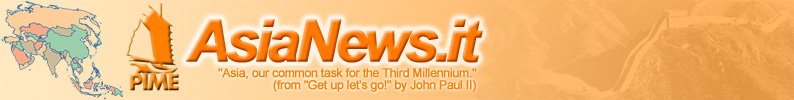 AsiaNews.it
PIME
"Asia, our common task for the Third Millennium."
(from "Get up let's go!" by John Paul II)